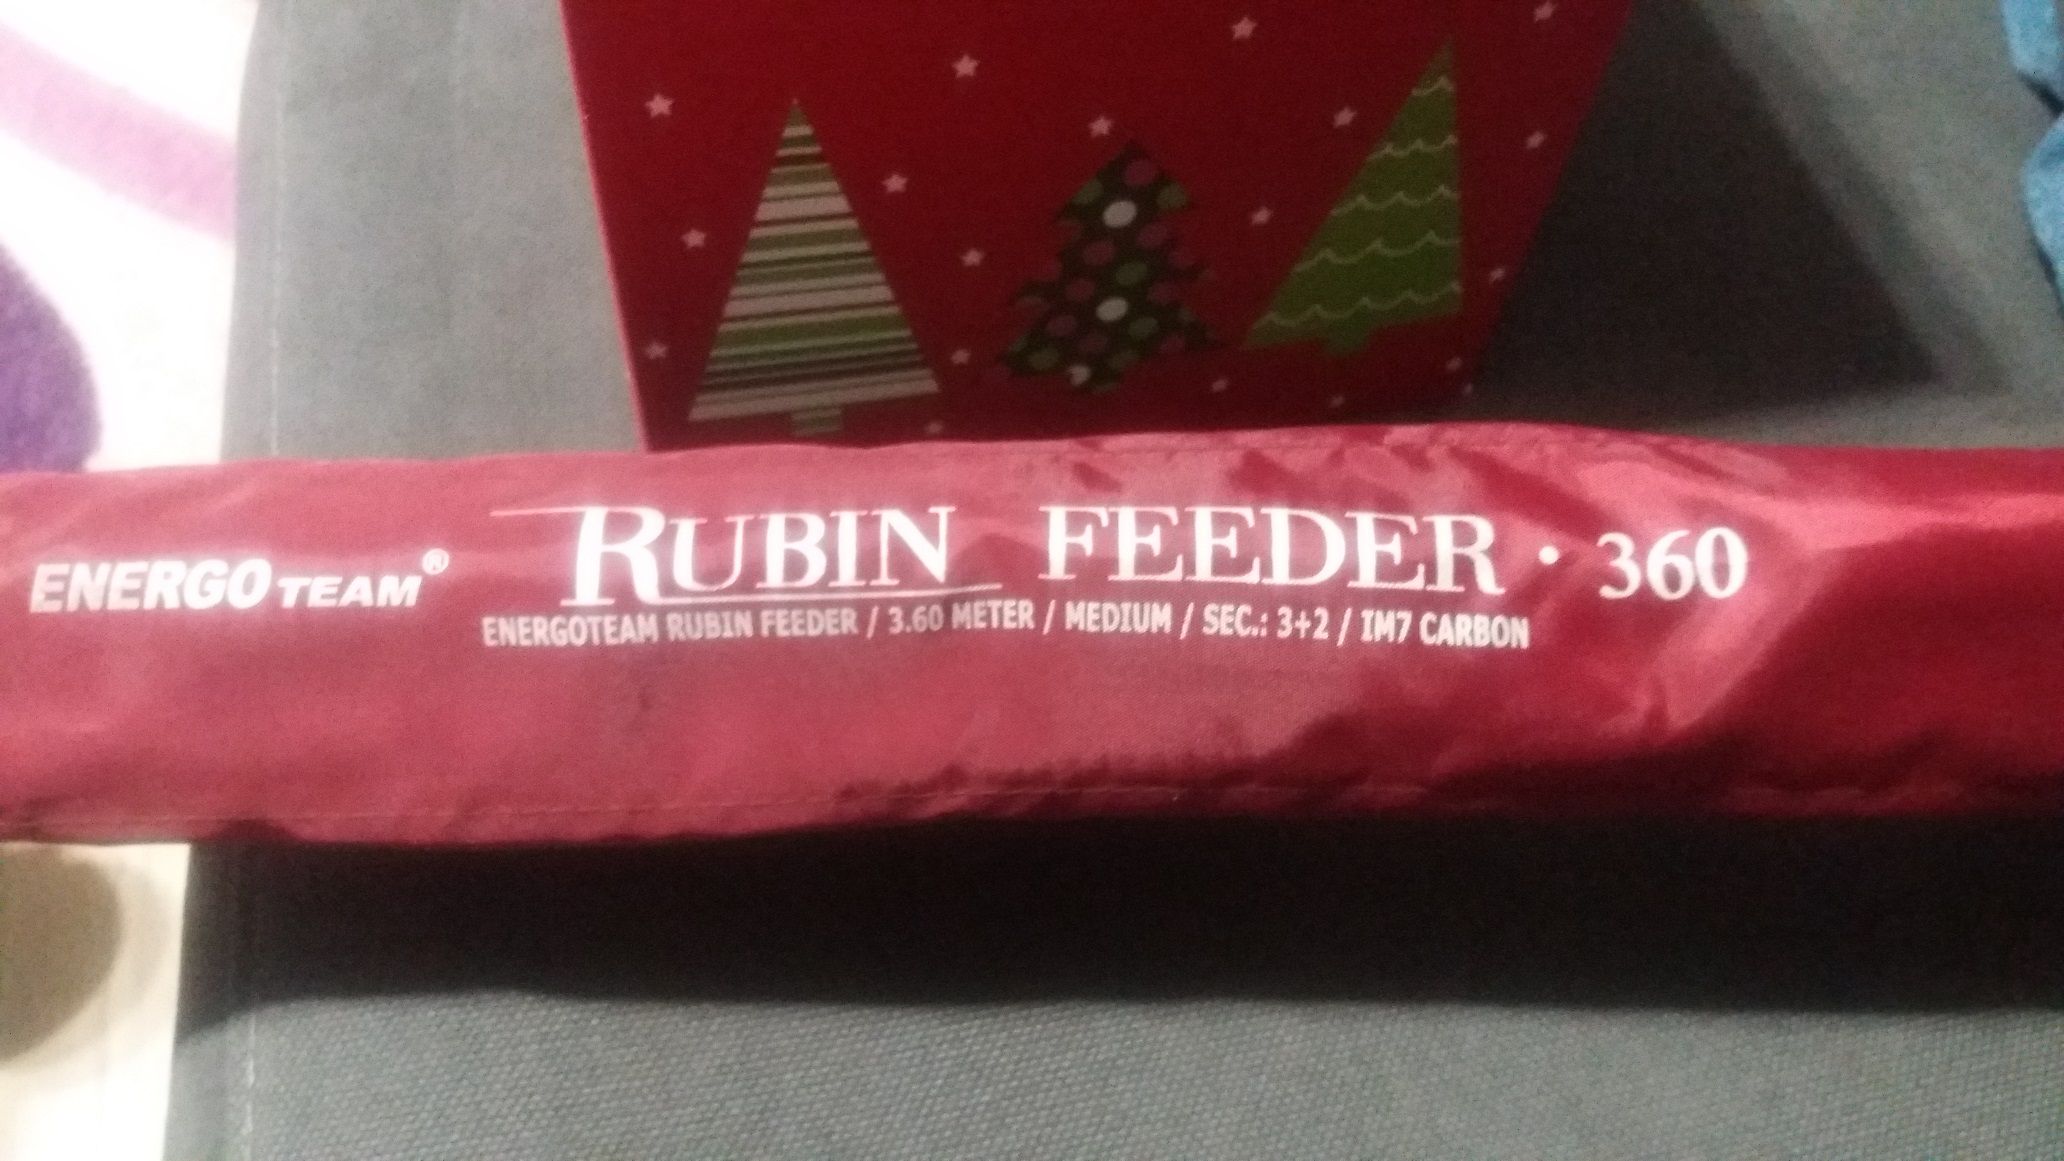 ENERGO TEAM®
RUBIN FEEDER · 360
ENERGOTEAM RUBIN FEEDER / 3.60 METER / MEDIUM / SEC.: 3+2 / IM7 CARBON